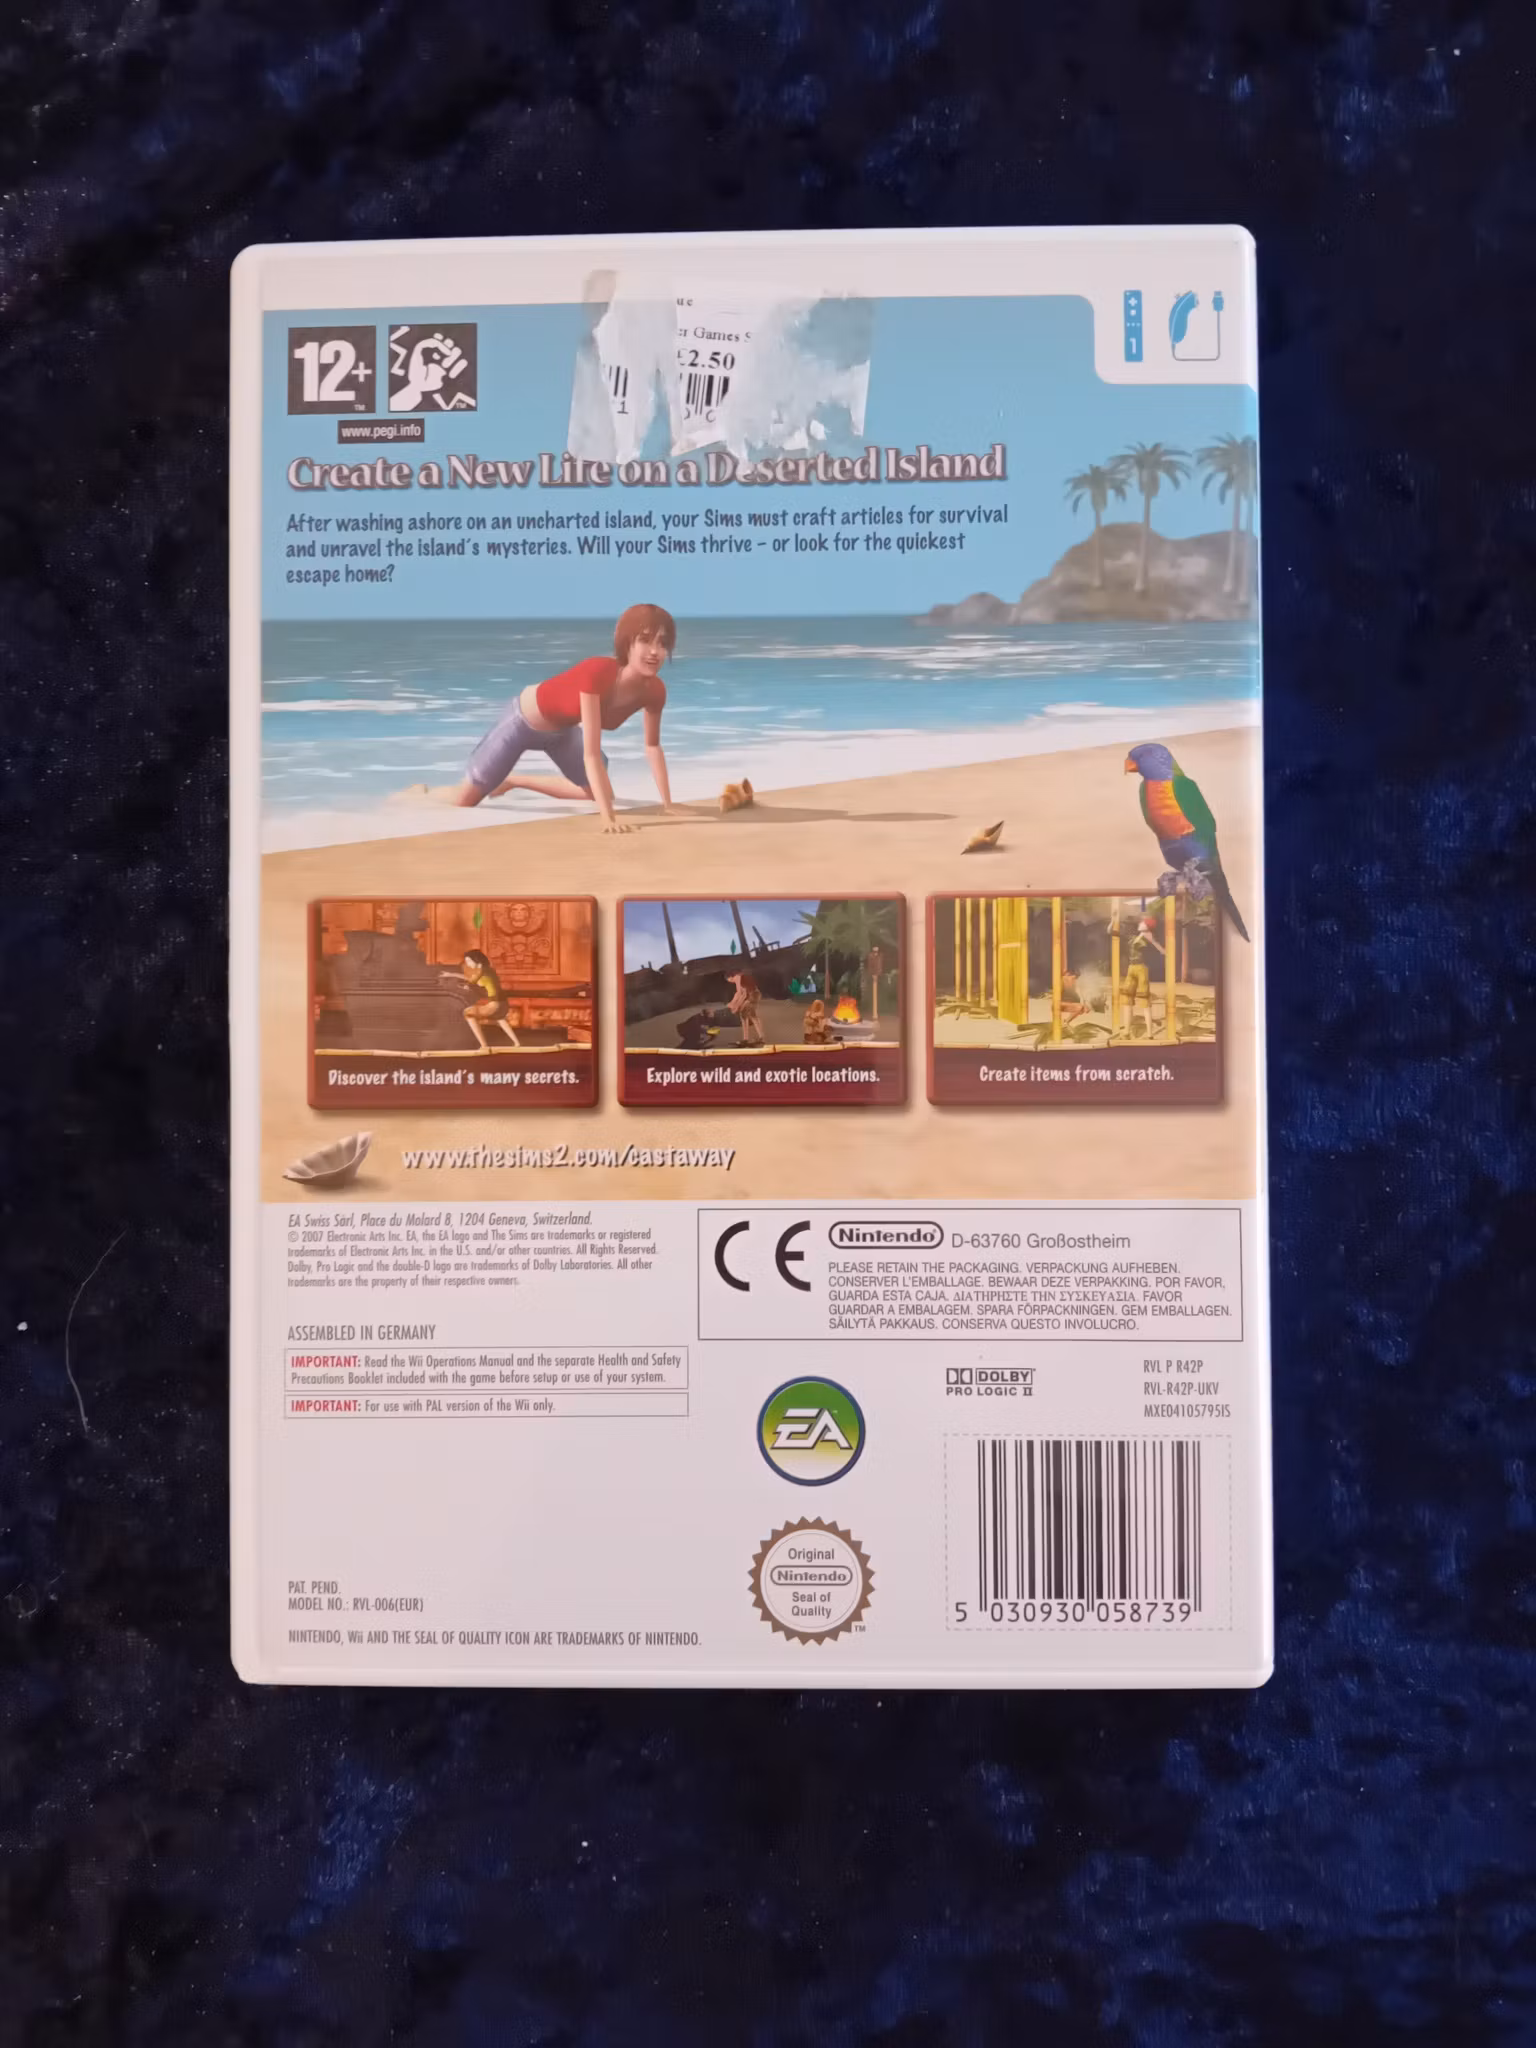 ue
er Games S
£2.50
1
12+
TM
TM
www.pegi.info
1
Create a New Life on a Deserted Island
After washing ashore on an uncharted island, your Sims must craft articles for survival
and unravel the island's mysteries. Will your Sims thrive – or look for the quickest
escape home?
Discover the island's many secrets.
Explore wild and exotic locations.
Create items from scratch.
www.thesims2.com/castaway
EA Swiss Sàrl, Place du Molard 8, 1204 Geneva, Switzerland.
© 2007 Electronic Arts Inc. EA, the EA logo and The Sims are trademarks or registered
trademarks of Electronic Arts Inc. in the U.S. and/or other countries. All Rights Reserved.
Dolby, Pro Logic and the double-D logo are trademarks of Dolby Laboratories. All other
trademarks are the property of their respective owners.
ASSEMBLED IN GERMANY
IMPORTANT: Read the Wii Operations Manual and the separate Health and Safety
Precautions Booklet included with the game before setup or use of your system.
IMPORTANT: For use with PAL version of the Wii only.
PAT. PEND.
MODEL NO.: RVL-006(EUR)
NINTENDO, Wii AND THE SEAL OF QUALITY ICON ARE TRADEMARKS OF NINTENDO.
CE
Nintendo® D-63760 Großostheim
PLEASE RETAIN THE PACKAGING. VERPACKUNG AUFHEBEN.
CONSERVER L'EMBALLAGE. BEWAAR DEZE VERPAKKING. POR FAVOR,
GUARDA ESTA CAJA. ΔΙΑΤΗΡΗΣΤΕ ΤΗΝ ΣΥΣΚΕΥΑΣΙΑ. FAVOR
GUARDAR A EMBALAGEM. SPARA FÖRPACKNINGEN. GEM EMBALLAGEN.
SÄILYTÄ PAKKAUS. CONSERVA QUESTO INVOLUCRO.
EA
DOLBY
PRO LOGIC II
RVL P R42P
RVL-R42P-UKV
MXE04105795IS
Original
Nintendo
Seal of
Quality
TM
5 030930 058739